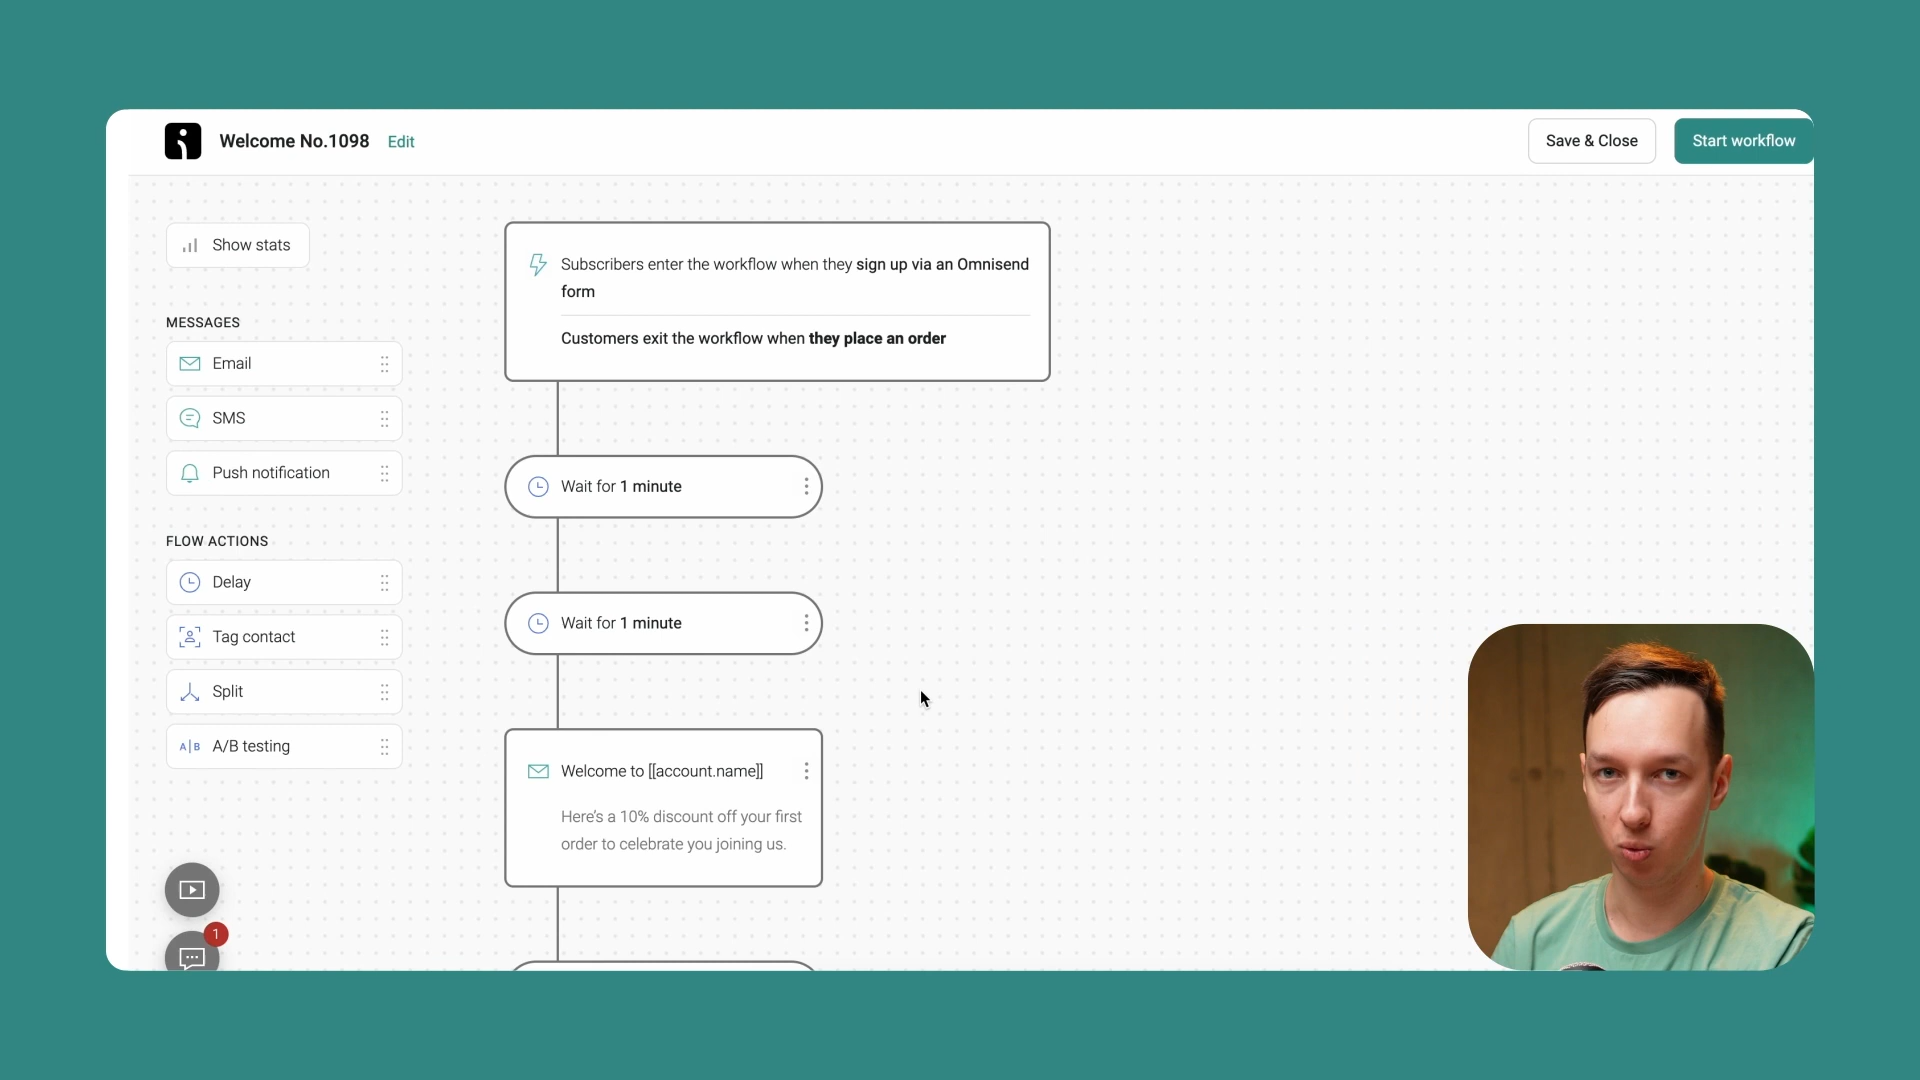 Welcome No.1098 Edit
Save & Close
Start workflow
Show stats
MESSAGES
Email
SMS
Push notification
FLOW ACTIONS
Delay
Tag contact
Split
A|B A/B testing
1
Subscribers enter the workflow when they sign up via an Omnisend
form
Customers exit the workflow when they place an order
Wait for 1 minute
Wait for 1 minute
Welcome to [[account.name]]
Here's a 10% discount off your first
order to celebrate you joining us.